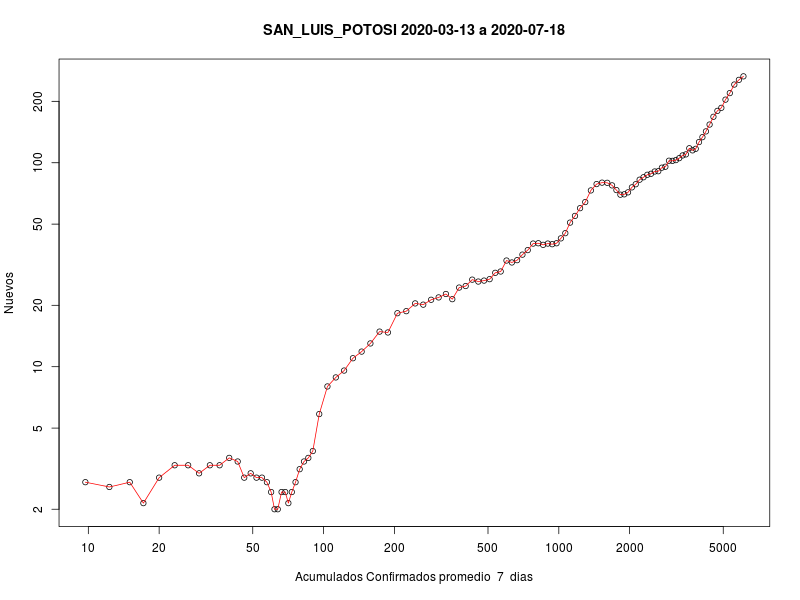 SAN_LUIS_POTOSI 2020-03-13 a 2020-07-18
200
100
50
20
10
5
2
Nuevos
10 20 50 100 200 500 1000 2000 5000
Acumulados Confirmados promedio 7 dias